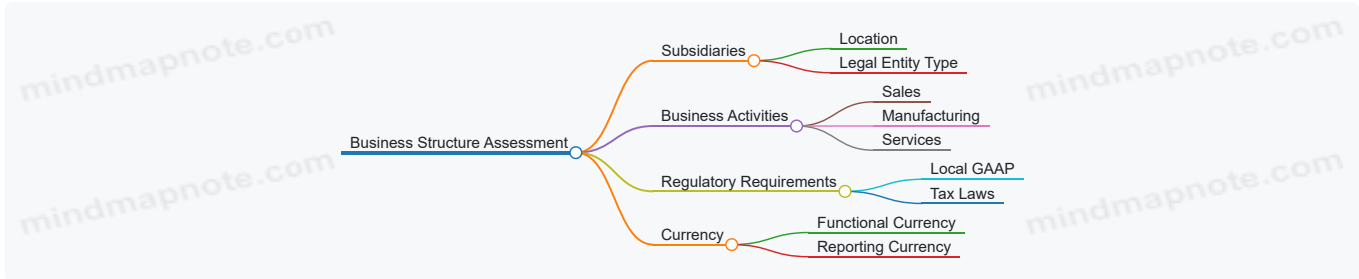 mindmapnote.com
mindmapnote.com
Subsidiaries
Location
Legal Entity Type
Business Activities
Sales
Manufacturing
Services
Business Structure Assessment
Regulatory Requirements
Local GAAP
Tax Laws
Currency
Functional Currency
Reporting Currency
mindmapnote.com
mindmapnote.com